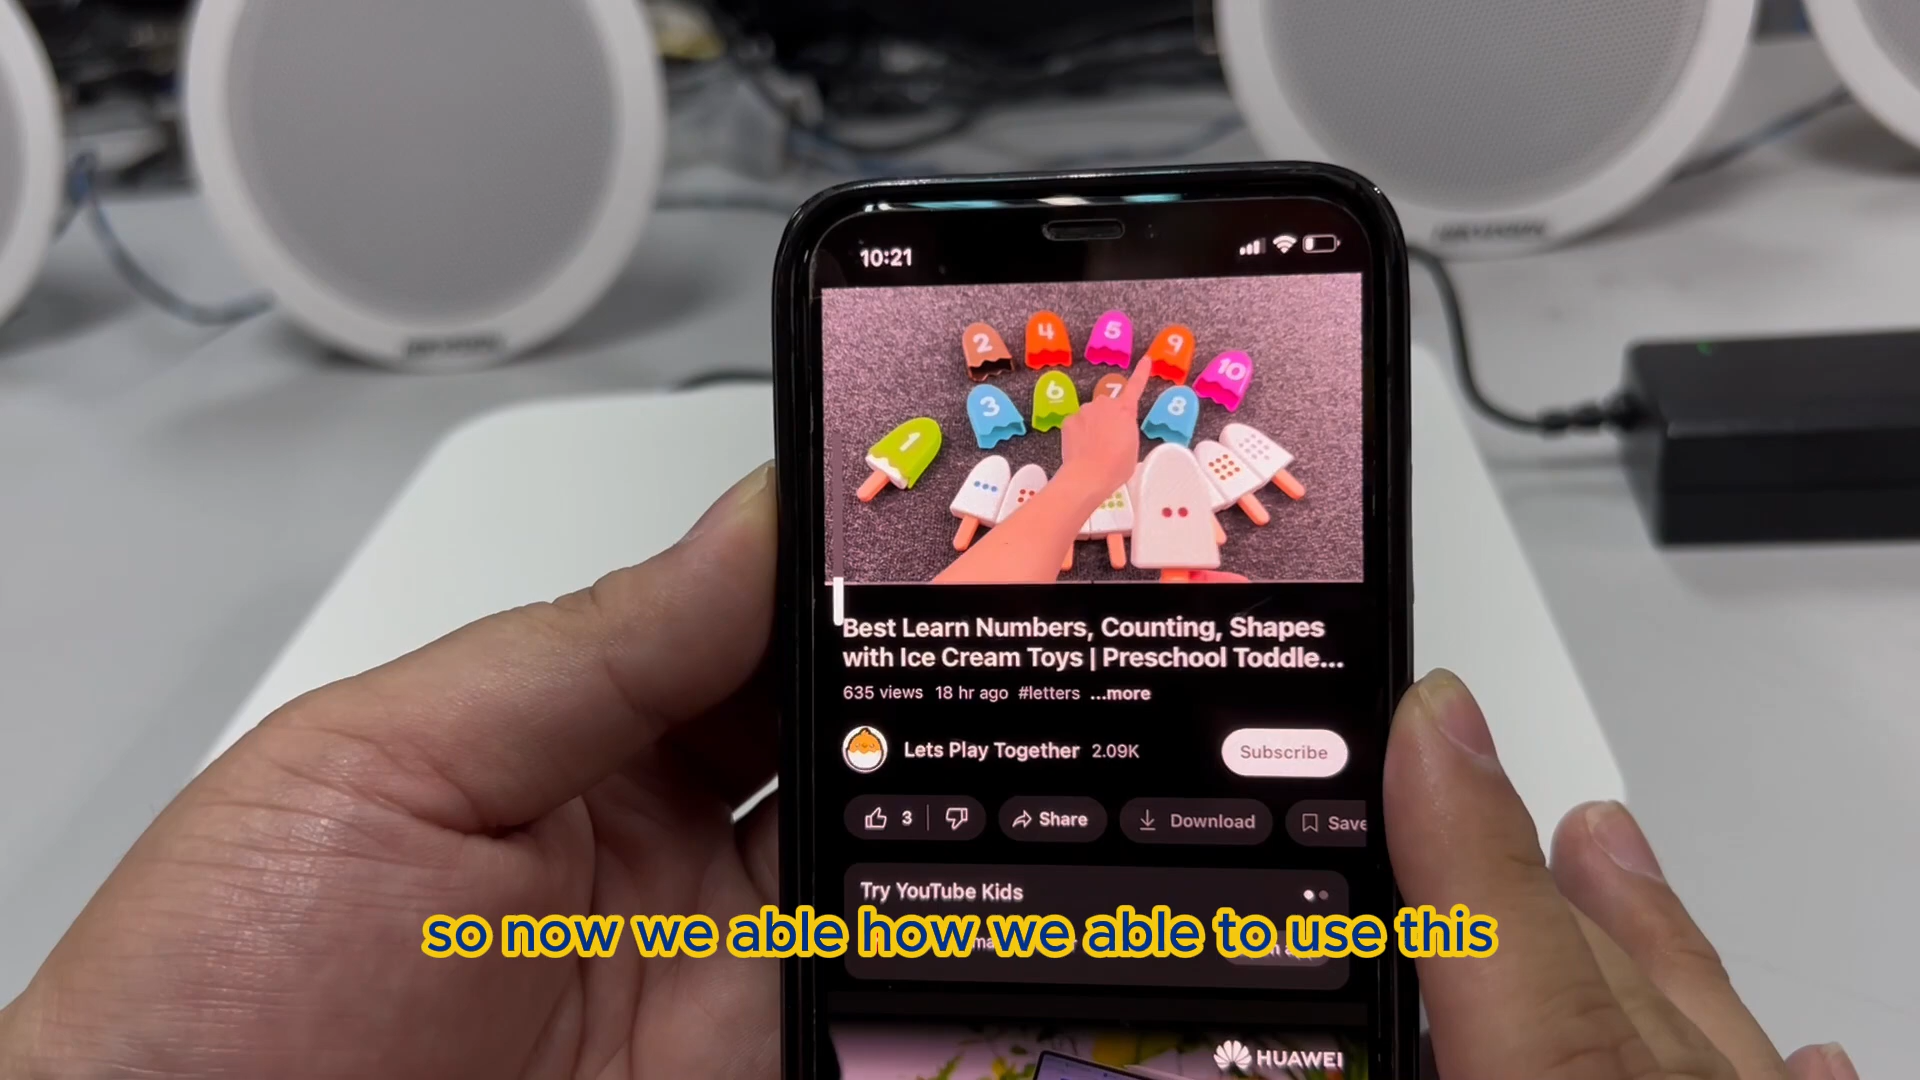 10:21
2
4
5
9
10
3
6
7
8
1
Best Learn Numbers, Counting, Shapes
with Ice Cream Toys | Preschool Toddle...
635 views 18 hr ago #letters ...more
Lets Play Together 2.09K
Subscribe
3
Share
Download
Save
Try YouTube Kids
so now we able how we able to use this
HUAWEI